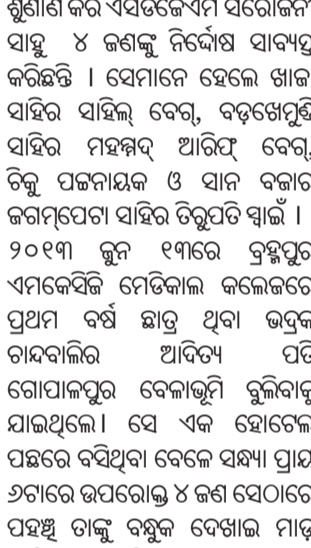 ଶୁଣାଣି କରି ଏସଡିଜେଏମ ସରୋଜିନୀ
ସାହୁ ୪ ଜଣଙ୍କୁ ନିର୍ଦ୍ଦୋଷ ସାବ୍ୟସ୍ତ
କରିଛନ୍ତି । ସେମାନେ ହେଲେ ଖାଜା
ସାହିର ସାହିଲ୍ ବେଗ୍, ବଡ଼ଖେମୁଣ୍ଡି
ସାହିର ମହମ୍ମଦ୍ ଆରିଫ୍ ବେଗ୍,
ଚିକୁ ପଟ୍ଟନାୟକ ଓ ସାନ ବଜାର
ଜଗମ୍‌ପେଟା ସାହିର ତିରୁପତି ସ୍ବାଇଁ ।
୨୦୧୩ ଜୁନ ୧୩ରେ ବ୍ରହ୍ମପୁର
ଏମକେସିଜି ମେଡିକାଲ କଲେଜରେ
ପ୍ରଥମ ବର୍ଷ ଛାତ୍ର ଥିବା ଭଦ୍ରକ
ଚାନ୍ଦବାଲିର ଆଦିତ୍ୟ ପତି
ଗୋପାଳପୁର ବେଳାଭୂମି ବୁଲିବାକୁ
ଯାଇଥିଲେ। ସେ ଏକ ହୋଟେଲ
ପଛରେ ବସିଥିବା ବେଳେ ସନ୍ଧ୍ୟା ପ୍ରାୟ
୬ଟାରେ ଉପରୋକ୍ତ ୪ ଜଣ ସେଠାରେ
ପହଞ୍ଚି ତାଙ୍କୁ ବନ୍ଧୁକ ଦେଖାଇ ମାଡ଼